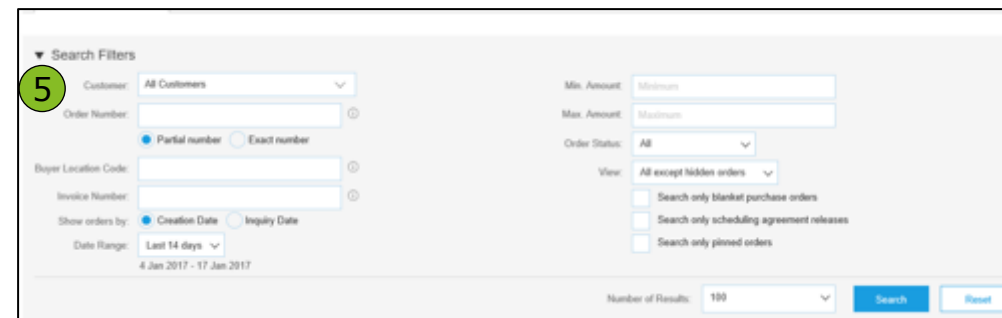 ▼ Search Filters
5
Customer: All Customers
Order Number:
Partial number Exact number
Buyer Location Code:
Invoice Number:
Show orders by: Creation Date Inquiry Date
Date Range: Last 14 days
4 Jan 2017 - 17 Jan 2017
Min. Amount: Minimum
Max. Amount: Maximum
Order Status: All
View: All except hidden orders
Search only blanket purchase orders
Search only scheduling agreement releases
Search only pinned orders
Number of Results: 100
Search
Reset